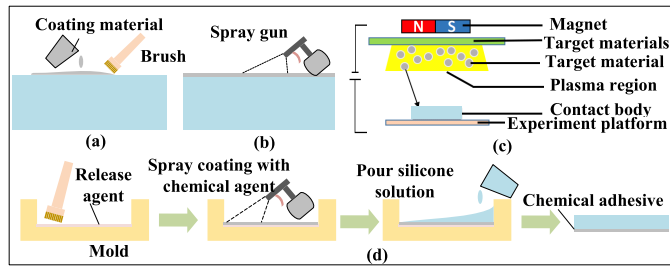 Coating material
Brush
(a)
Spray gun
(b)
N S
Magnet
Target materials
Target material
Plasma region
Contact body
Experiment platform
(c)
Release
agent
Mold
Spray coating with
chemical agent
Pour silicone
solution
Chemical adhesive
(d)